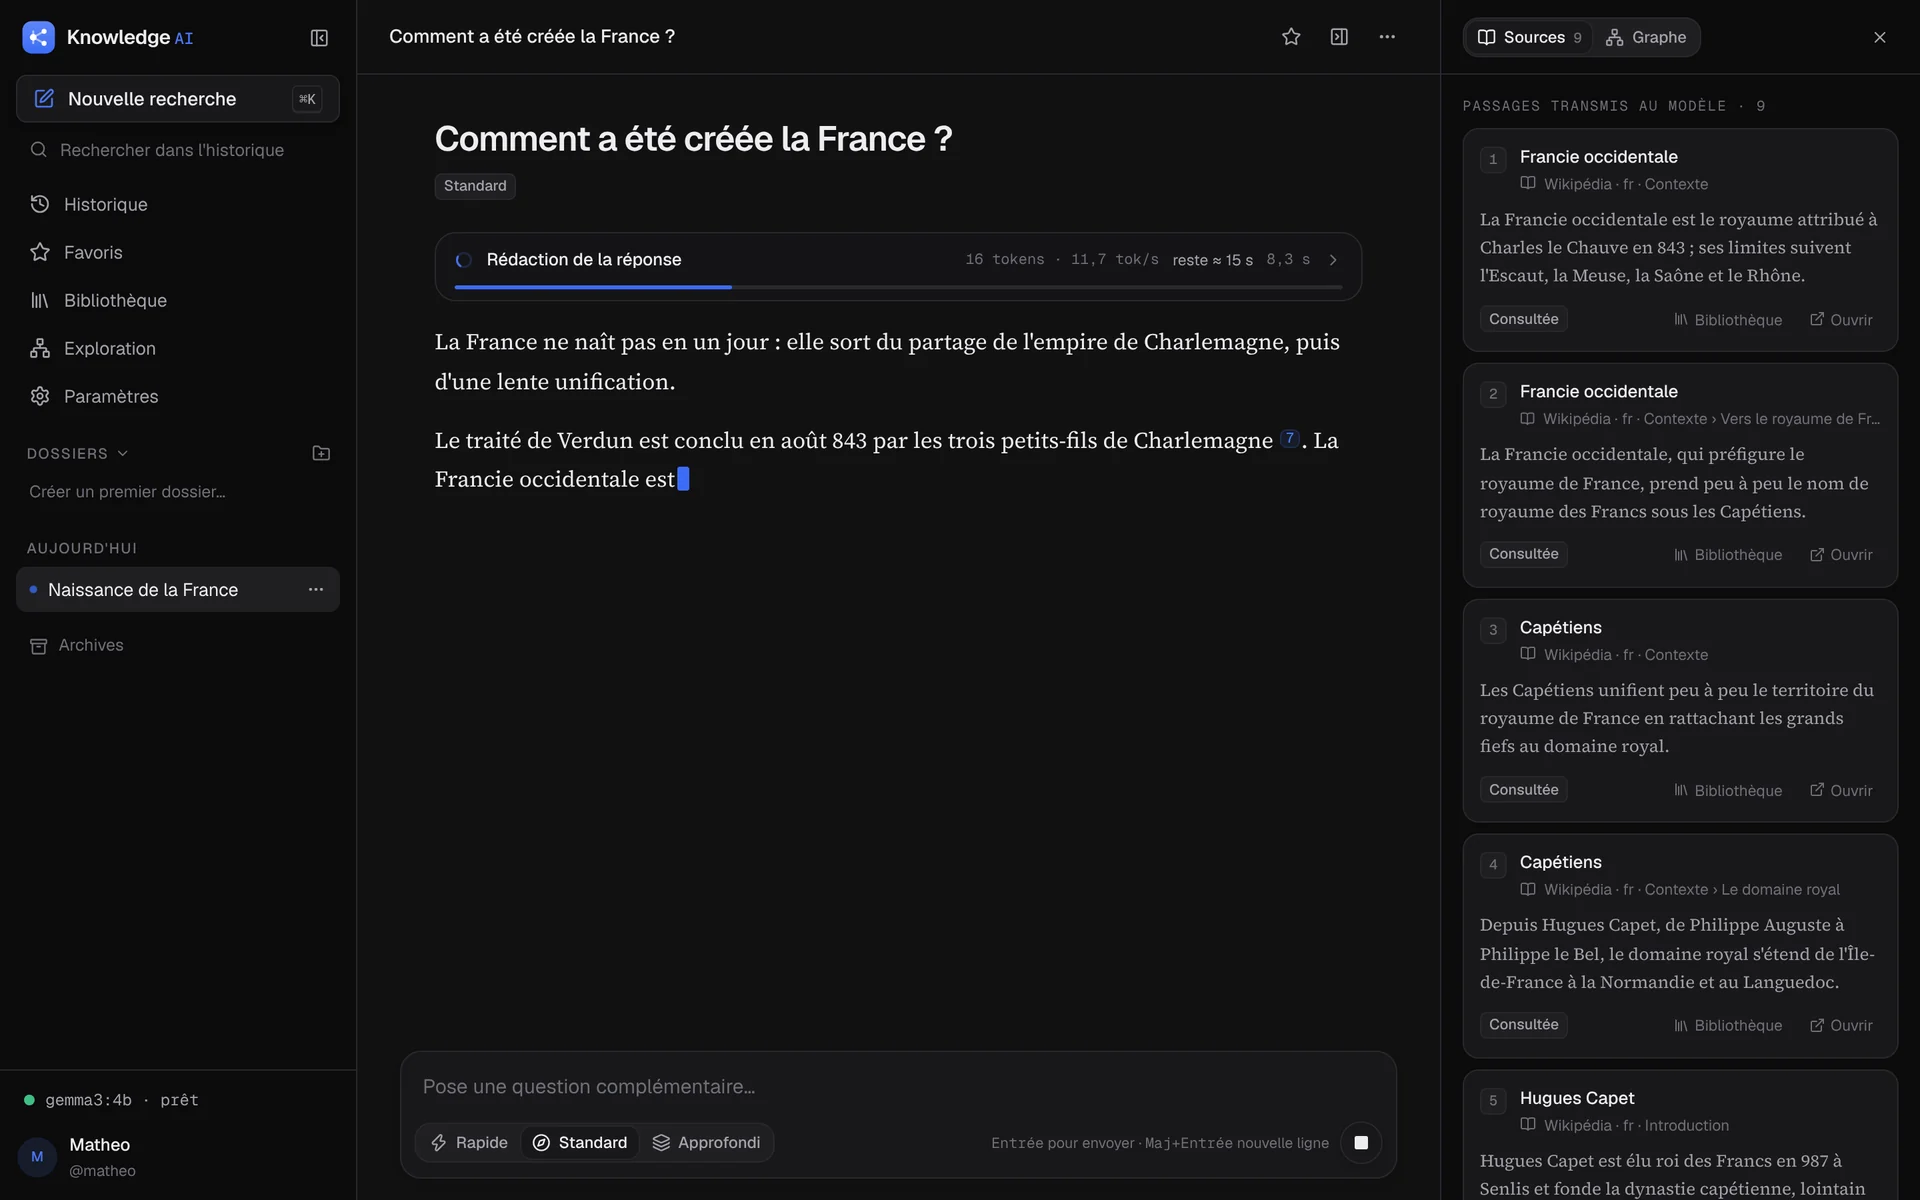 Knowledge AI
Nouvelle recherche ⌘K
Rechercher dans l'historique
Historique
Favoris
Bibliothèque
Exploration
Paramètres
DOSSIERS
Créer un premier dossier...
AUJOURD'HUI
Naissance de la France
Archives
gemma3:4b · prêt
M
Matheo
@matheo
Comment a été créée la France ?
Comment a été créée la France ?
Standard
Rédaction de la réponse 16 tokens · 11,7 tok/s reste ≈ 15 s 8,3 s
La France ne naît pas en un jour : elle sort du partage de l'empire de Charlemagne, puis
d'une lente unification.
Le traité de Verdun est conclu en août 843 par les trois petits-fils de Charlemagne 7. La
Francie occidentale est
Pose une question complémentaire...
Rapide Standard Approfondi
Entrée pour envoyer · Maj+Entrée nouvelle ligne
Sources 9 Graphe
PASSAGES TRANSMIS AU MODÈLE · 9
1 Francie occidentale
Wikipédia · fr · Contexte
La Francie occidentale est le royaume attribué à
Charles le Chauve en 843 ; ses limites suivent
l'Escaut, la Meuse, la Saône et le Rhône.
Consultée Bibliothèque Ouvrir
2 Francie occidentale
Wikipédia · fr · Contexte › Vers le royaume de Fr...
La Francie occidentale, qui préfigure le
royaume de France, prend peu à peu le nom de
royaume des Francs sous les Capétiens.
Consultée Bibliothèque Ouvrir
3 Capétiens
Wikipédia · fr · Contexte
Les Capétiens unifient peu à peu le territoire du
royaume de France en rattachant les grands
fiefs au domaine royal.
Consultée Bibliothèque Ouvrir
4 Capétiens
Wikipédia · fr · Contexte › Le domaine royal
Depuis Hugues Capet, de Philippe Auguste à
Philippe le Bel, le domaine royal s'étend de l'Île-
de-France à la Normandie et au Languedoc.
Consultée Bibliothèque Ouvrir
5 Hugues Capet
Wikipédia · fr · Introduction
Hugues Capet est élu roi des Francs en 987 à
Senlis et fonde la dynastie capétienne, lointain